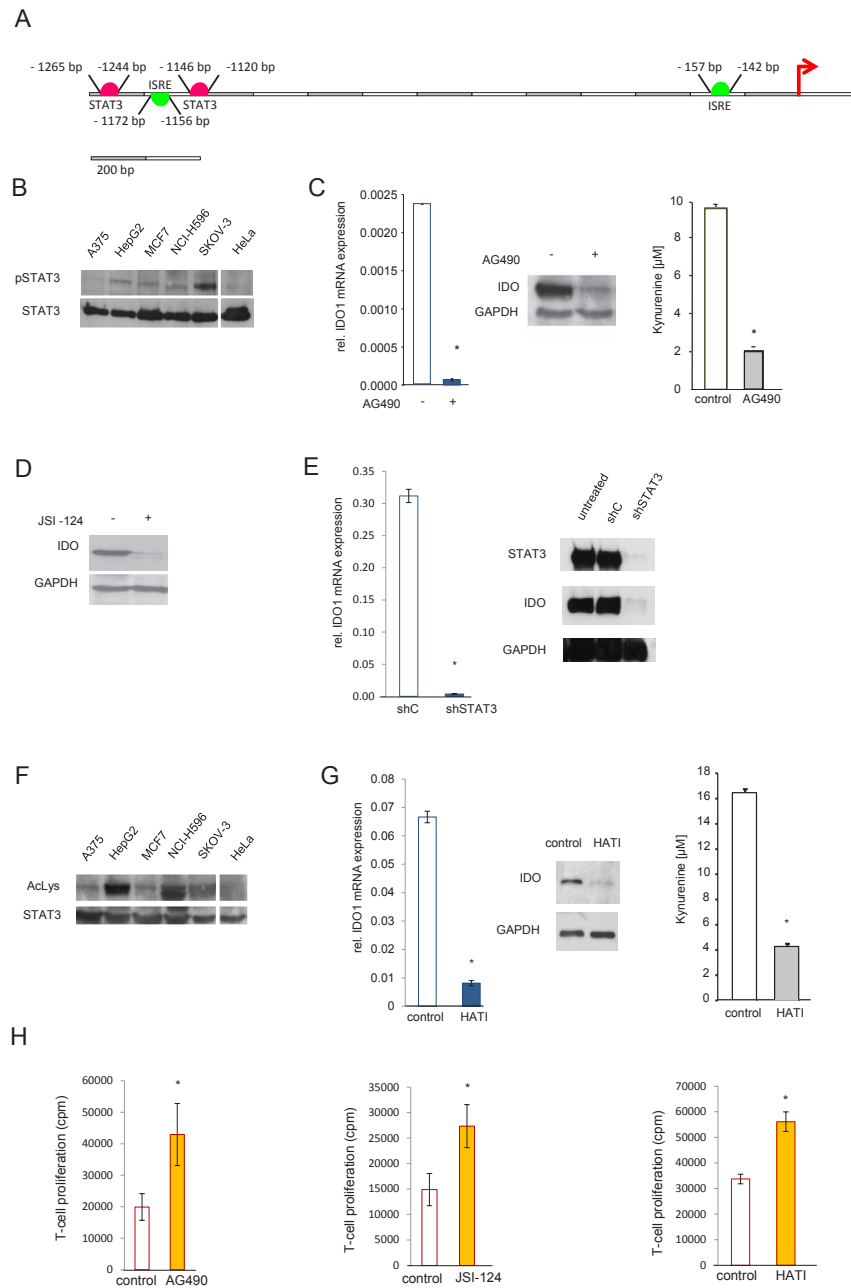 A
- 1265 bp -1244 bp -1146 bp -1120 bp -157 bp -142 bp
ISRE
STAT3 STAT3 ISRE
- 1172 bp -1156 bp
200 bp
B
A375 HepG2 MCF7 NCI-H596 SKOV-3 HeLa
pSTAT3
STAT3
C
rel. IDO1 mRNA expression
0.0025
0.0020
0.0015
0.0010
0.0005
0.0000
*
AG490 - +
AG490 - +
IDO
GAPDH
Kynurenine [µM]
10
8
6
4
2
0
*
control AG490
D
JSI -124 - +
IDO
GAPDH
E
rel. IDO1 mRNA expression
0.35
0.30
0.25
0.20
0.15
0.10
0.05
0.00
*
shC shSTAT3
untreated shC shSTAT3
STAT3
IDO
GAPDH
F
A375 HepG2 MCF7 NCI-H596 SKOV-3 HeLa
AcLys
STAT3
G
rel. IDO1 mRNA expression
0.08
0.07
0.06
0.05
0.04
0.03
0.02
0.01
0
*
control HATI
control HATI
IDO
GAPDH
Kynurenine [µM]
18
16
14
12
10
8
6
4
2
0
*
control HATI
H
T-cell proliferation (cpm)
60000
50000
40000
30000
20000
10000
0
*
control AG490
T-cell proliferation (cpm)
35000
30000
25000
20000
15000
10000
5000
0
*
control JSI-124
T-cell proliferation (cpm)
70000
60000
50000
40000
30000
20000
10000
0
*
control HATI